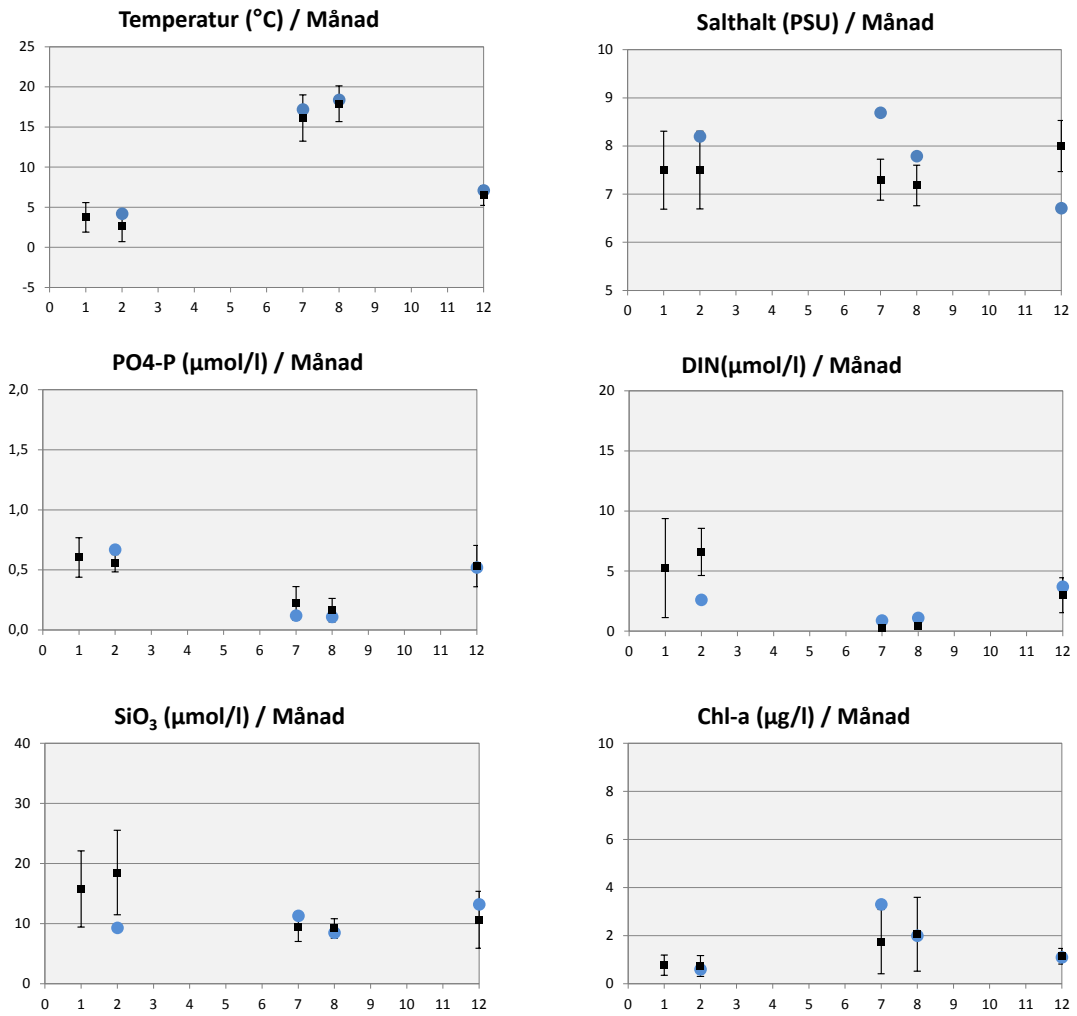 Temperatur (°C) / Månad
25
20
15
10
5
0
-5
0 1 2 3 4 5 6 7 8 9 10 11 12
Salthalt (PSU) / Månad
10
9
8
7
6
5
0 1 2 3 4 5 6 7 8 9 10 11 12
PO4-P (µmol/l) / Månad
2,0
1,5
1,0
0,5
0,0
0 1 2 3 4 5 6 7 8 9 10 11 12
DIN(µmol/l) / Månad
20
15
10
5
0
0 1 2 3 4 5 6 7 8 9 10 11 12
SiO₃ (µmol/l) / Månad
40
30
20
10
0
0 1 2 3 4 5 6 7 8 9 10 11 12
Chl-a (µg/l) / Månad
10
8
6
4
2
0
0 1 2 3 4 5 6 7 8 9 10 11 12